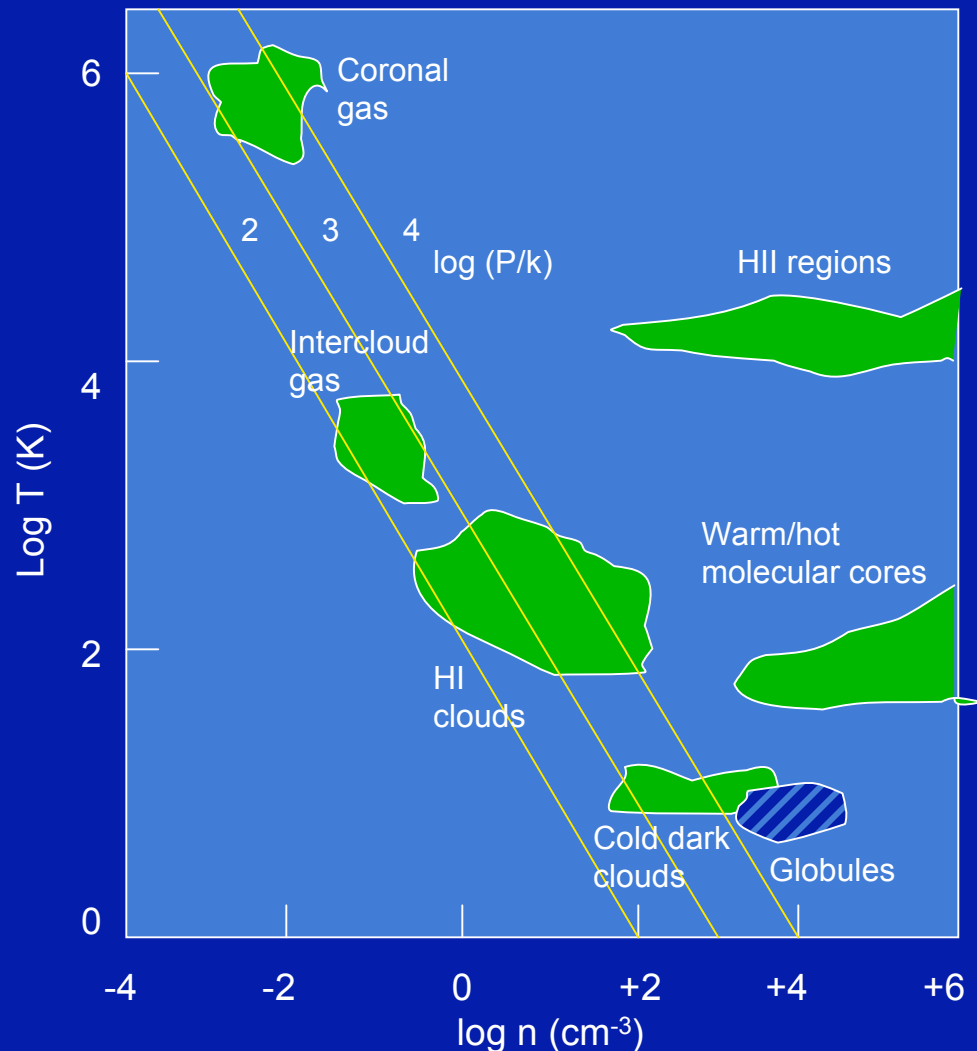 6
Coronal
gas
2 3 4
log (P/k)
HII regions
Intercloud
gas
4
Log T (K)
Warm/hot
molecular cores
2
HI
clouds
Cold dark
clouds
Globules
0
-4 -2 0 +2 +4 +6
log n (cm⁻³)